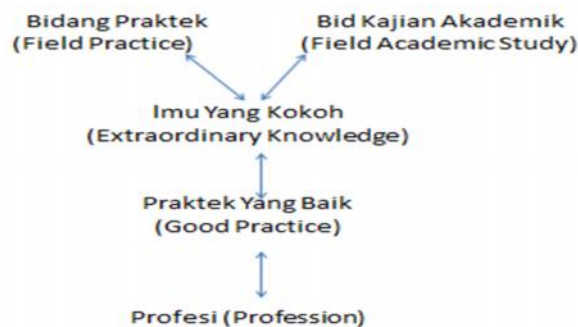 Bidang Praktek
(Field Practice)
Bid Kajian Akademik
(Field Academic Study)
Ilmu Yang Kokoh
(Extraordinary Knowledge)
Praktek Yang Baik
(Good Practice)
Profesi (Profession)